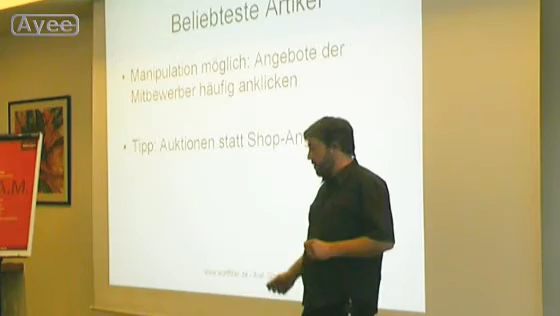 Ayee
Beliebteste Artikel
• Manipulation möglich: Angebote der
Mitbewerber häufig anklicken
• Tipp: Auktionen statt Shop-An
A.M.